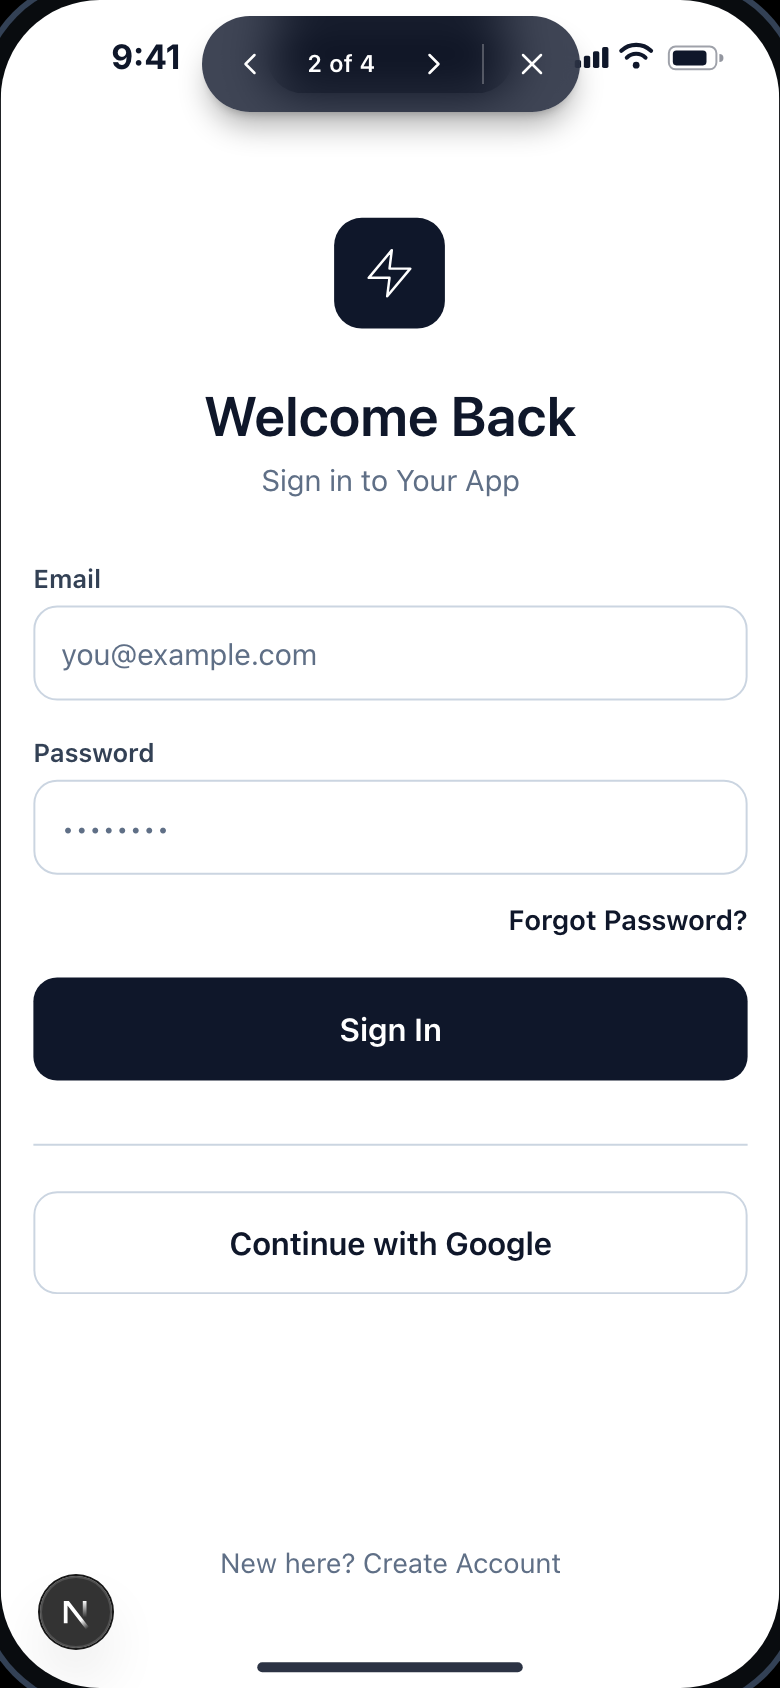 9:41
2 of 4
Welcome Back
Sign in to Your App
Email
you@example.com
Password
••••••••
Forgot Password?
Sign In
Continue with Google
New here? Create Account
N